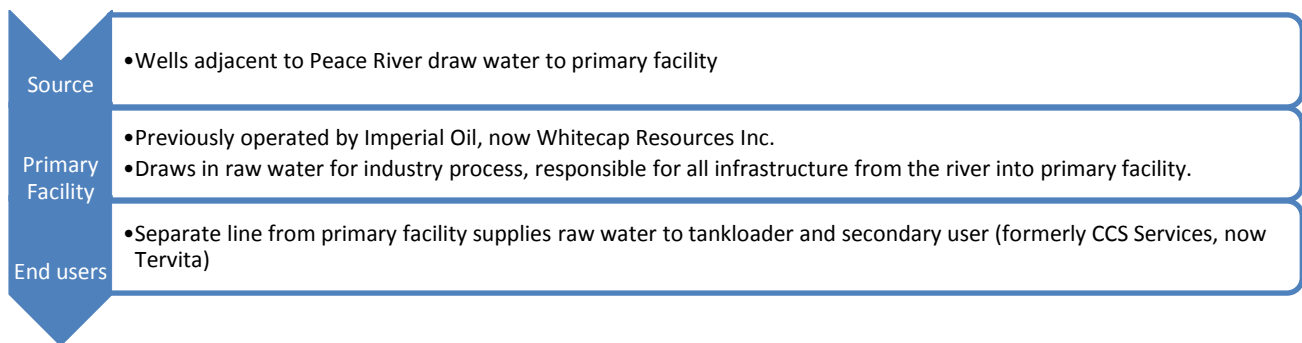 Source
•Wells adjacent to Peace River draw water to primary facility
Primary
Facility
•Previously operated by Imperial Oil, now Whitecap Resources Inc.
•Draws in raw water for industry process, responsible for all infrastructure from the river into primary facility.
End users
•Separate line from primary facility supplies raw water to tankloader and secondary user (formerly CCS Services, now
Tervita)